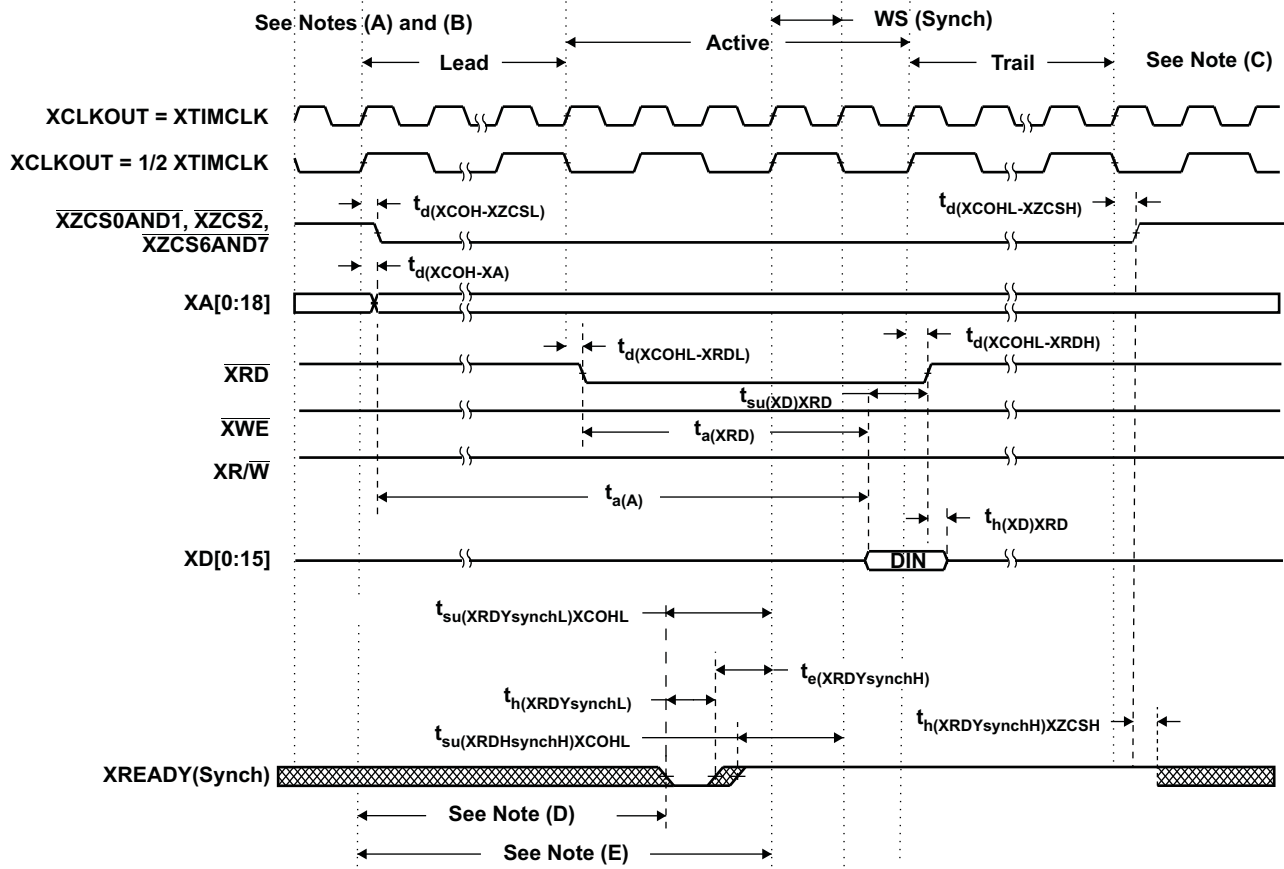 See Notes (A) and (B)
WS (Synch)
Active
Lead
Trail
See Note (C)
XCLKOUT = XTIMCLK
XCLKOUT = 1/2 XTIMCLK
XZCS0AND1, XZCS2,
XZCS6AND7
td(XCOH-XZCSL)
td(XCOHL-XZCSH)
td(XCOH-XA)
XA[0:18]
td(XCOHL-XRDL)
td(XCOHL-XRDH)
XRD
tsu(XD)XRD
XWE
ta(XRD)
XR/W
ta(A)
th(XD)XRD
XD[0:15]
DIN
tsu(XRDYsynchL)XCOHL
te(XRDYsynchH)
th(XRDYsynchL)
th(XRDYsynchH)XZCSH
tsu(XRDHsynchH)XCOHL
XREADY(Synch)
See Note (D)
See Note (E)